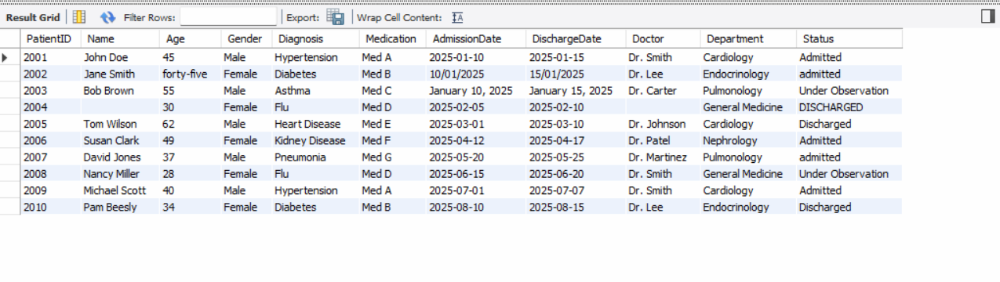 Result Grid Filter Rows: Export: Wrap Cell Content: IA
PatientID Name Age Gender Diagnosis Medication AdmissionDate DischargeDate Doctor Department Status
2001 John Doe 45 Male Hypertension Med A 2025-01-10 2025-01-15 Dr. Smith Cardiology Admitted
2002 Jane Smith forty-five Female Diabetes Med B 10/01/2025 15/01/2025 Dr. Lee Endocrinology admitted
2003 Bob Brown 55 Male Asthma Med C January 10, 2025 January 15, 2025 Dr. Carter Pulmonology Under Observation
2004 30 Female Flu Med D 2025-02-05 2025-02-10 General Medicine DISCHARGED
2005 Tom Wilson 62 Male Heart Disease Med E 2025-03-01 2025-03-10 Dr. Johnson Cardiology Discharged
2006 Susan Clark 49 Female Kidney Disease Med F 2025-04-12 2025-04-17 Dr. Patel Nephrology Admitted
2007 David Jones 37 Male Pneumonia Med G 2025-05-20 2025-05-25 Dr. Martinez Pulmonology admitted
2008 Nancy Miller 28 Female Flu Med D 2025-06-15 2025-06-20 Dr. Smith General Medicine Under Observation
2009 Michael Scott 40 Male Hypertension Med A 2025-07-01 2025-07-07 Dr. Smith Cardiology Admitted
2010 Pam Beesly 34 Female Diabetes Med B 2025-08-10 2025-08-15 Dr. Lee Endocrinology Discharged